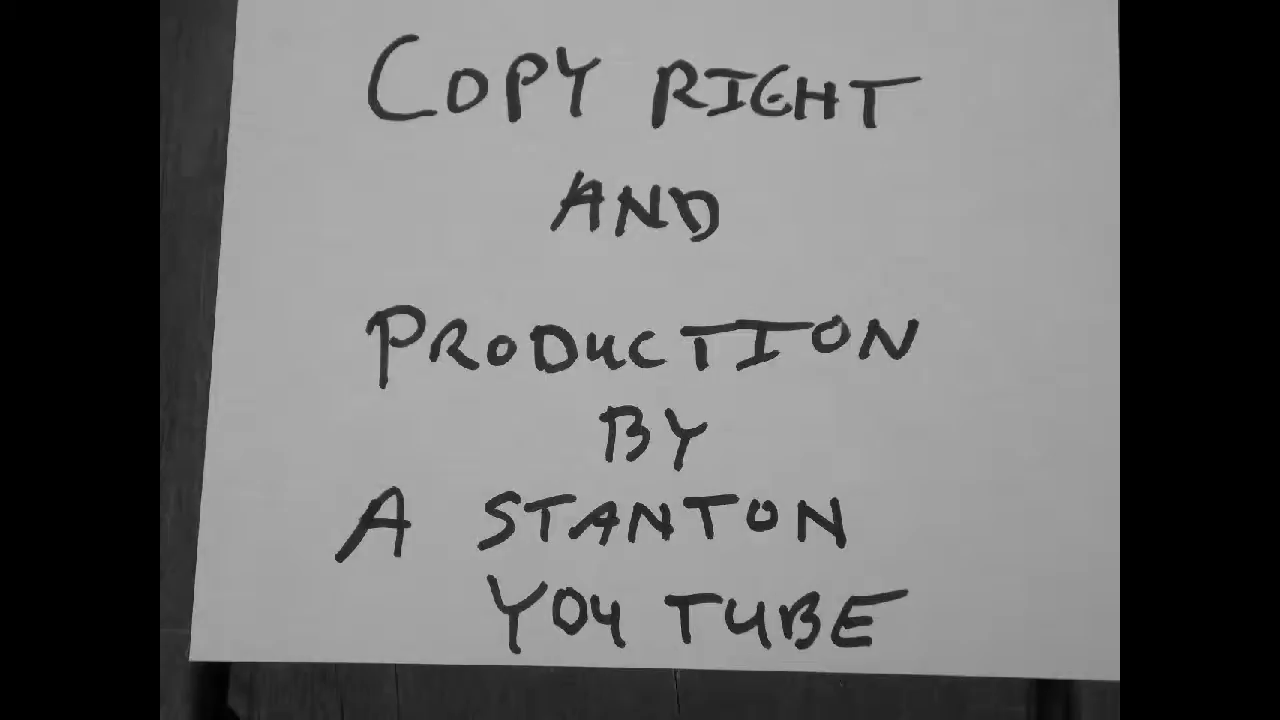 COPY RIGHT
AND
PRODUCTION
BY
A STANTON
YOU TUBE